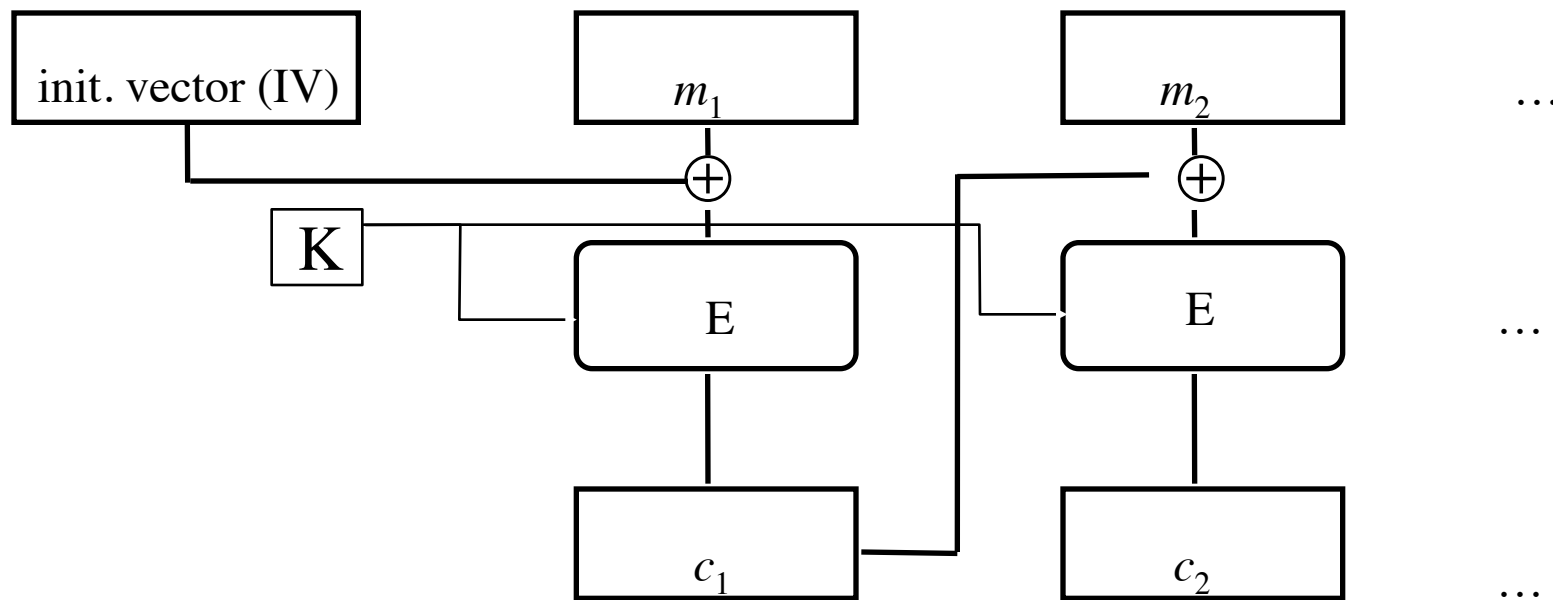 init. vector (IV) m₁ m₂ …
⊕ ⊕
K
E E …
c₁ c₂ …